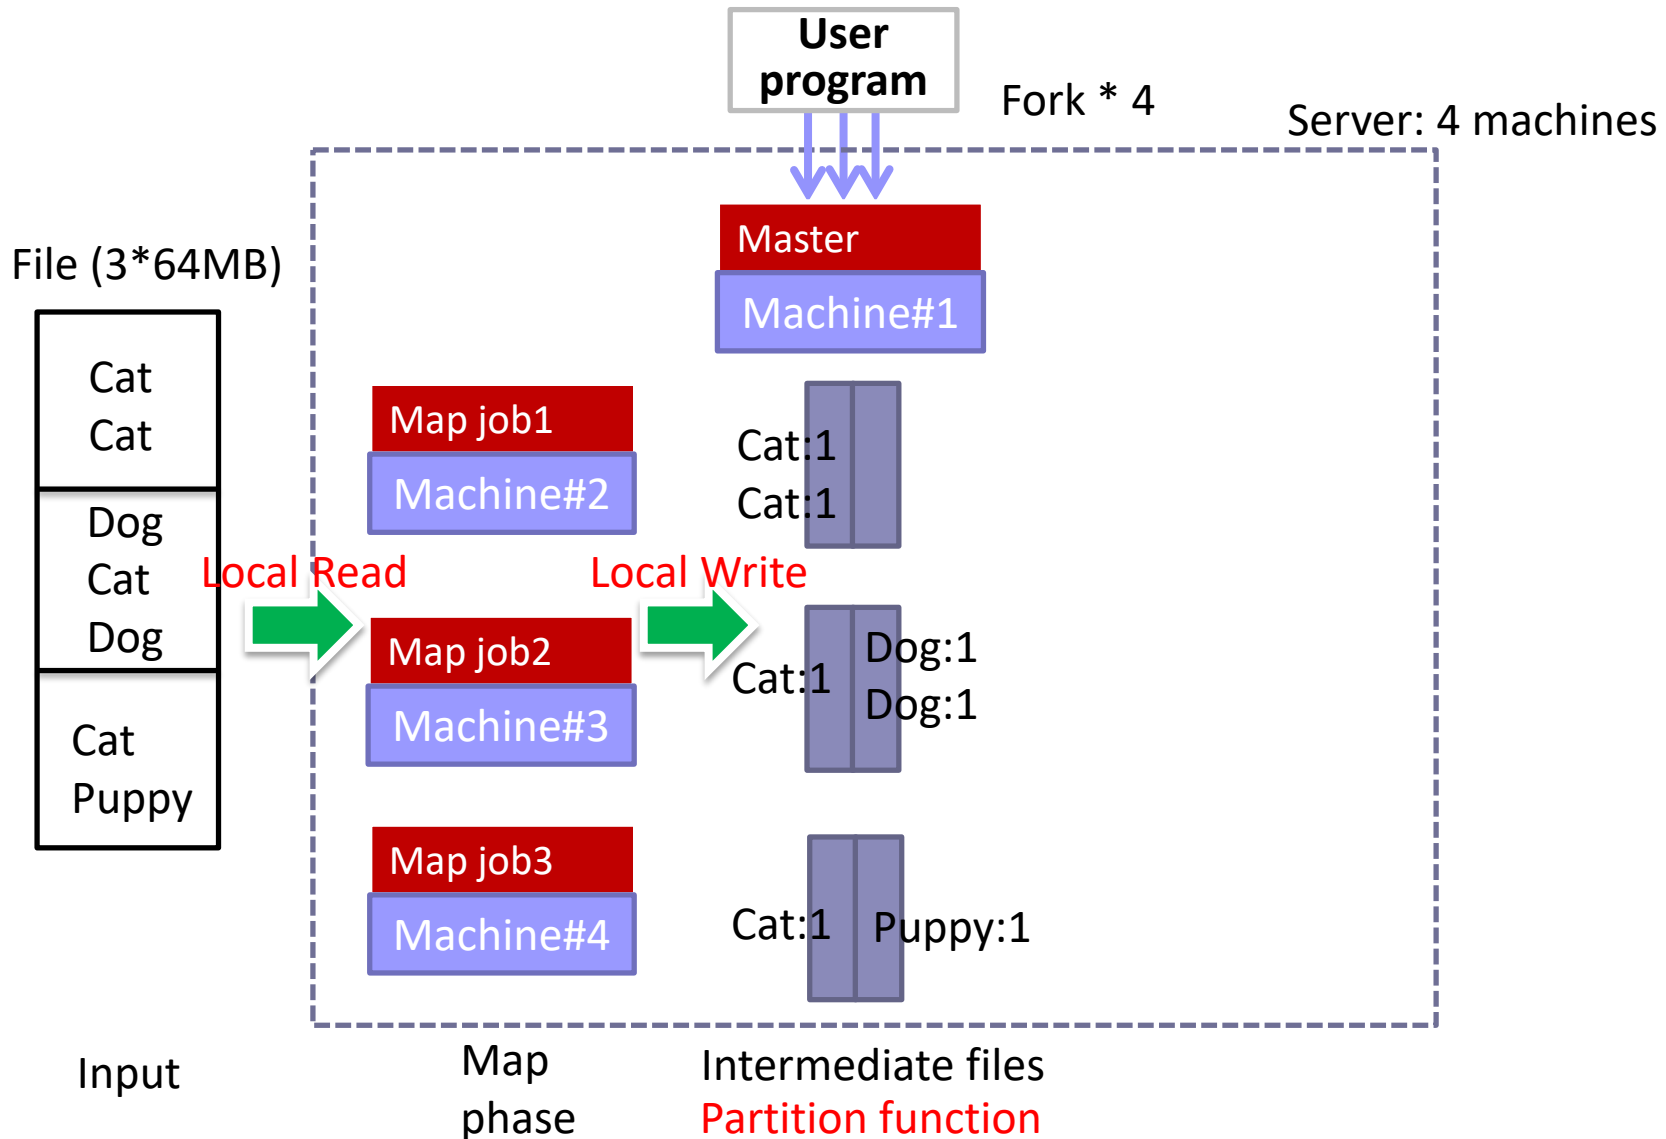 User
program
Fork * 4
Server: 4 machines
Master
Machine#1
File (3*64MB)
Cat
Cat
Dog
Cat
Dog
Cat
Puppy
Local Read
Map job1
Machine#2
Map job2
Machine#3
Map job3
Machine#4
Local Write
Cat:1
Cat:1
Cat:1
Dog:1
Dog:1
Cat:1
Puppy:1
Input
Map
phase
Intermediate files
Partition function